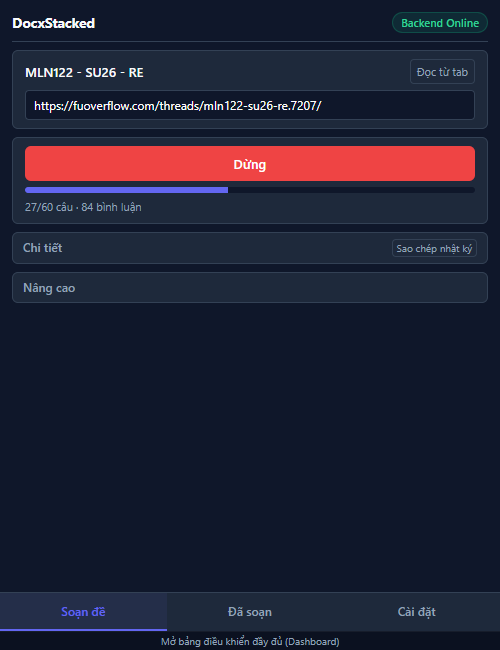 DocxStacked
Backend Online
MLN122 - SU26 - RE
Đọc từ tab
https://fuoverflow.com/threads/mln122-su26-re.7207/
Dừng
27/60 câu · 84 bình luận
Chi tiết
Sao chép nhật ký
Nâng cao
Soạn đề
Đã soạn
Cài đặt
Mở bảng điều khiển đầy đủ (Dashboard)